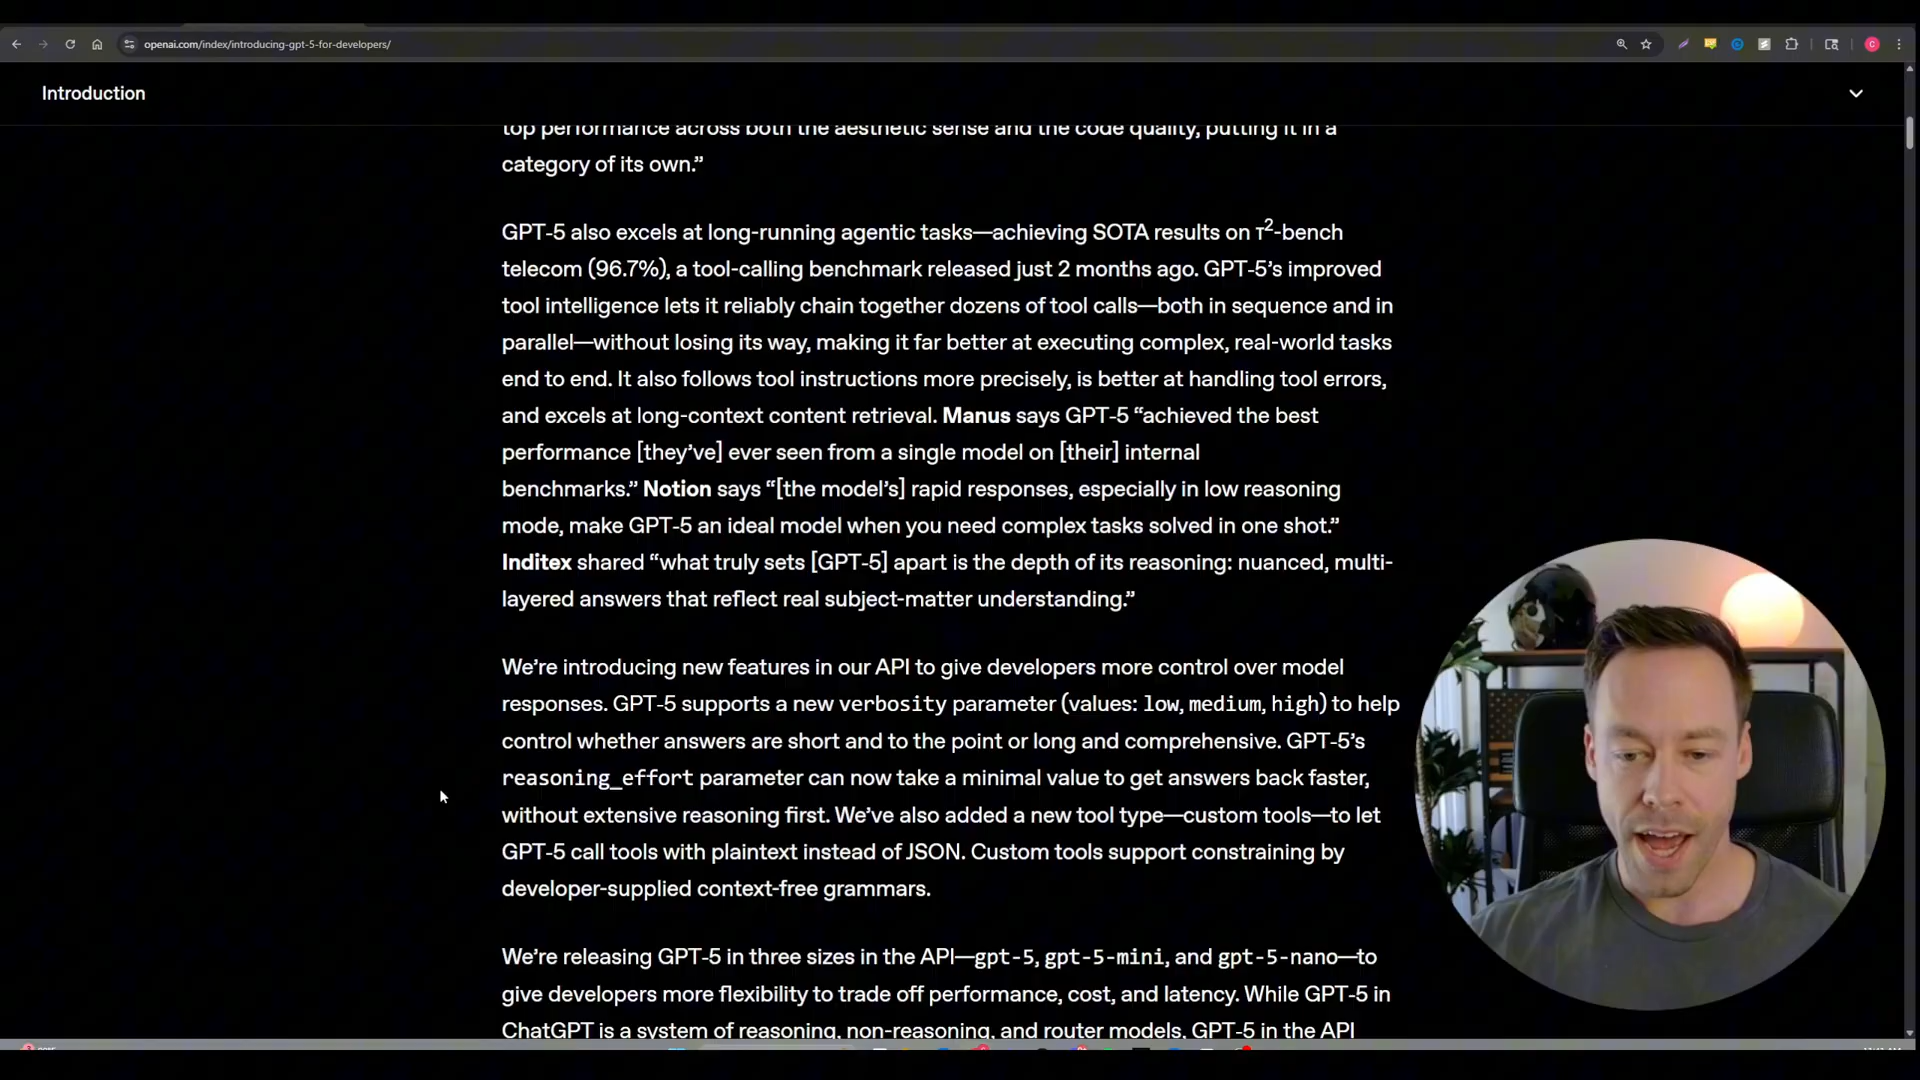 openai.com/index/introducing-gpt-5-for-developers/
C
Introduction
top performance across both the aesthetic sense and the code quality, putting it in a
category of its own.”
GPT-5 also excels at long-running agentic tasks—achieving SOTA results on τ²-bench
telecom (96.7%), a tool-calling benchmark released just 2 months ago. GPT-5’s improved
tool intelligence lets it reliably chain together dozens of tool calls—both in sequence and in
parallel—without losing its way, making it far better at executing complex, real-world tasks
end to end. It also follows tool instructions more precisely, is better at handling tool errors,
and excels at long-context content retrieval. Manus says GPT-5 “achieved the best
performance [they’ve] ever seen from a single model on [their] internal
benchmarks.” Notion says “[the model’s] rapid responses, especially in low reasoning
mode, make GPT-5 an ideal model when you need complex tasks solved in one shot.”
Inditex shared “what truly sets [GPT-5] apart is the depth of its reasoning: nuanced, multi-
layered answers that reflect real subject-matter understanding.”
We’re introducing new features in our API to give developers more control over model
responses. GPT-5 supports a new verbosity parameter (values: low, medium, high) to help
control whether answers are short and to the point or long and comprehensive. GPT-5’s
reasoning_effort parameter can now take a minimal value to get answers back faster,
without extensive reasoning first. We’ve also added a new tool type—custom tools—to let
GPT-5 call tools with plaintext instead of JSON. Custom tools support constraining by
developer-supplied context-free grammars.
We’re releasing GPT-5 in three sizes in the API—gpt-5, gpt-5-mini, and gpt-5-nano—to
give developers more flexibility to trade off performance, cost, and latency. While GPT-5 in
ChatGPT is a system of reasoning, non-reasoning, and router models, GPT-5 in the API